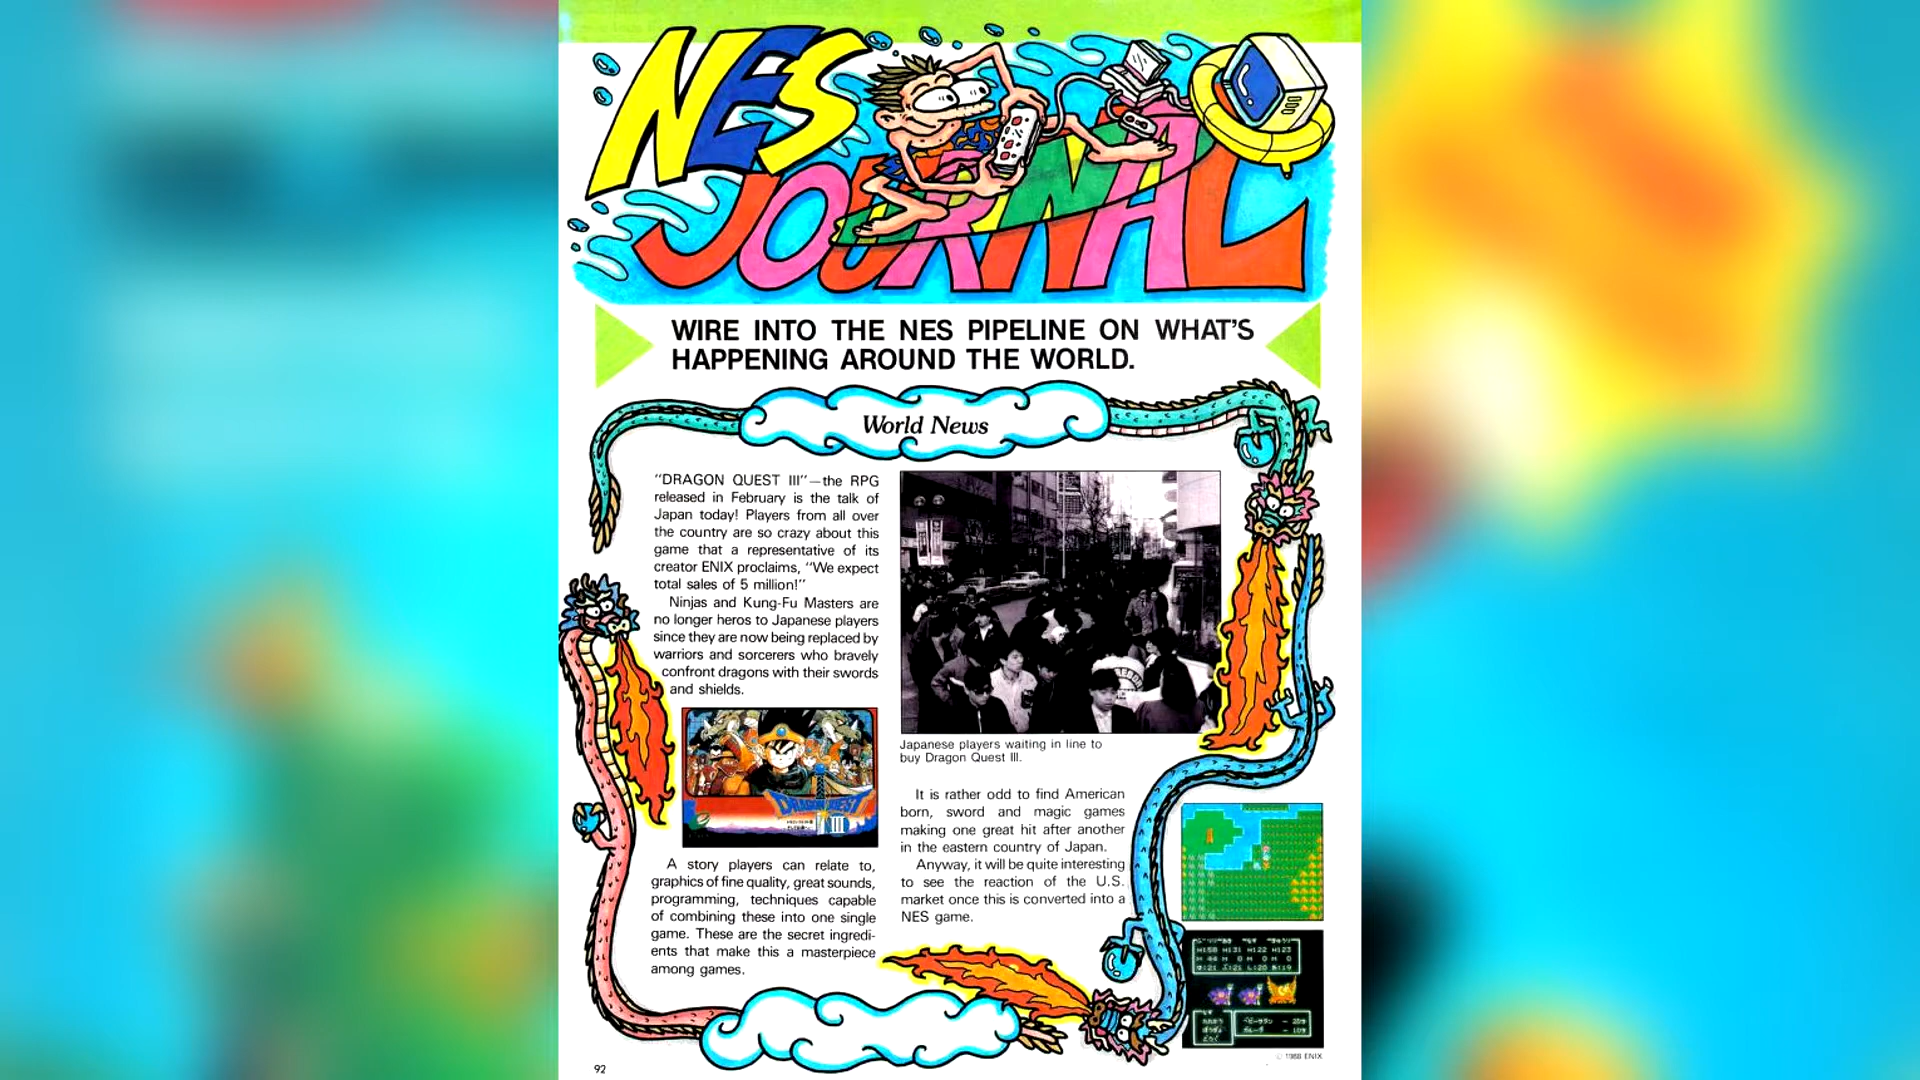 NES
JOURNAL
WIRE INTO THE NES PIPELINE ON WHAT'S
HAPPENING AROUND THE WORLD.
World News
"DRAGON QUEST III"—the RPG
released in February is the talk of
Japan today! Players from all over
the country are so crazy about this
game that a representative of its
creator ENIX proclaims, "We expect
total sales of 5 million!"
Ninjas and Kung-Fu Masters are
no longer heros to Japanese players
since they are now being replaced by
warriors and sorcerers who bravely
confront dragons with their swords
and shields.
DRAGON QUEST
III
A story players can relate to,
graphics of fine quality, great sounds,
programming, techniques capable
of combining these into one single
game. These are the secret ingredi-
ents that make this a masterpiece
among games.
Japanese players waiting in line to
buy Dragon Quest III.
It is rather odd to find American
born, sword and magic games
making one great hit after another
in the eastern country of Japan.
Anyway, it will be quite interesting
to see the reaction of the U.S.
market once this is converted into a
NES game.
© 1988 ENIX
92